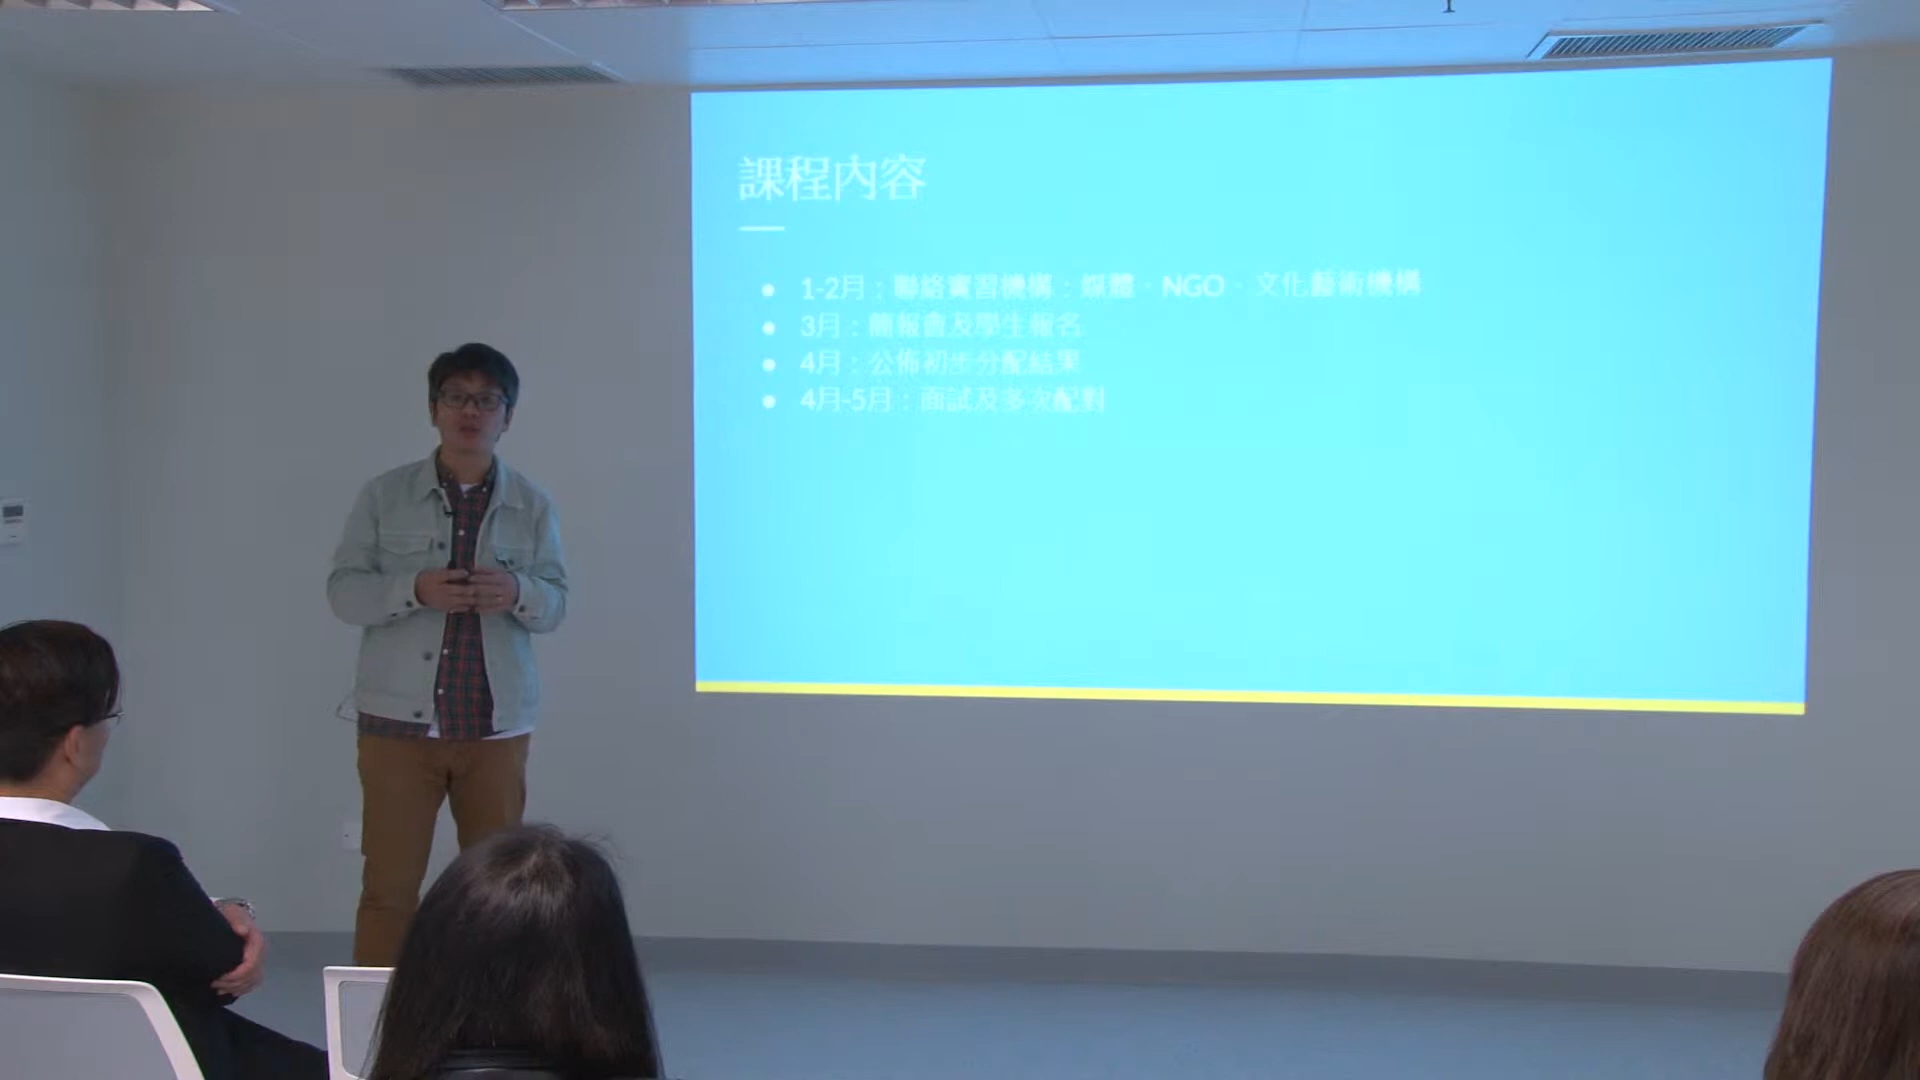 課程內容
1-2月：聯絡實習機構：媒體、NGO、文化藝術機構
3月：簡報會及學生報名
4月：公佈初步分配結果
4月-5月：面試及多次配對